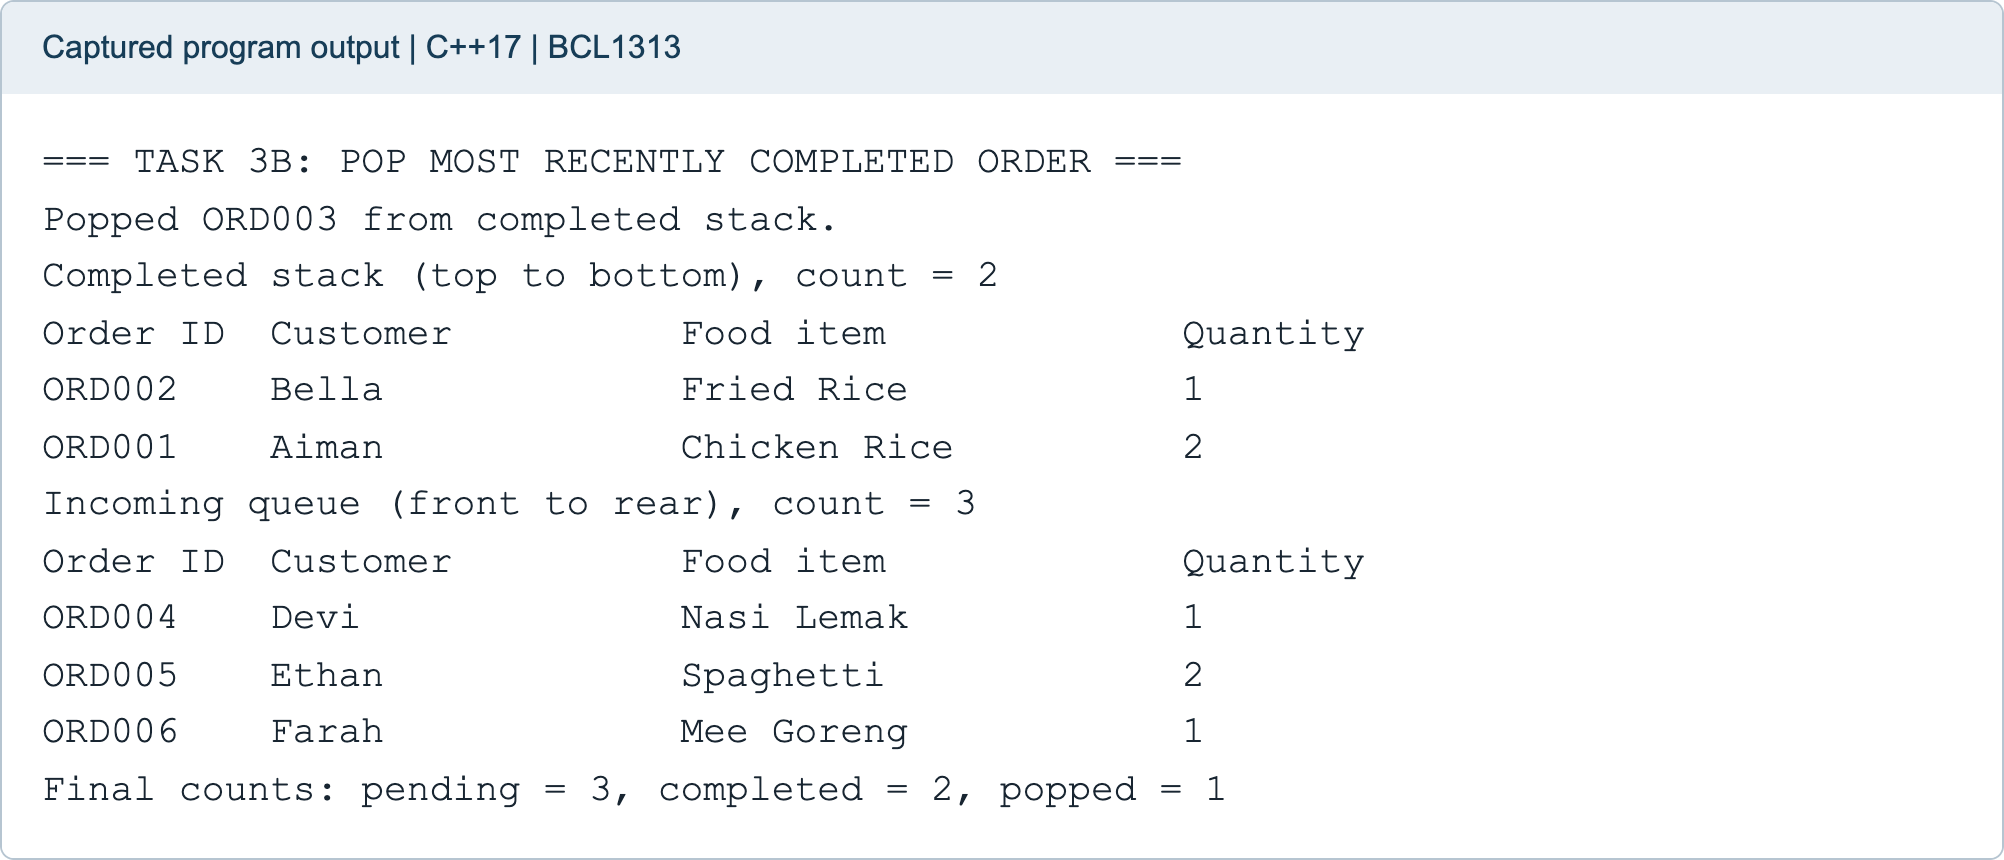 Captured program output | C++17 | BCL1313
=== TASK 3B: POP MOST RECENTLY COMPLETED ORDER ===
Popped ORD003 from completed stack.
Completed stack (top to bottom), count = 2
Order ID  Customer          Food item             Quantity
ORD002    Bella             Fried Rice            1
ORD001    Aiman             Chicken Rice          2
Incoming queue (front to rear), count = 3
Order ID  Customer          Food item             Quantity
ORD004    Devi              Nasi Lemak            1
ORD005    Ethan             Spaghetti             2
ORD006    Farah             Mee Goreng            1
Final counts: pending = 3, completed = 2, popped = 1